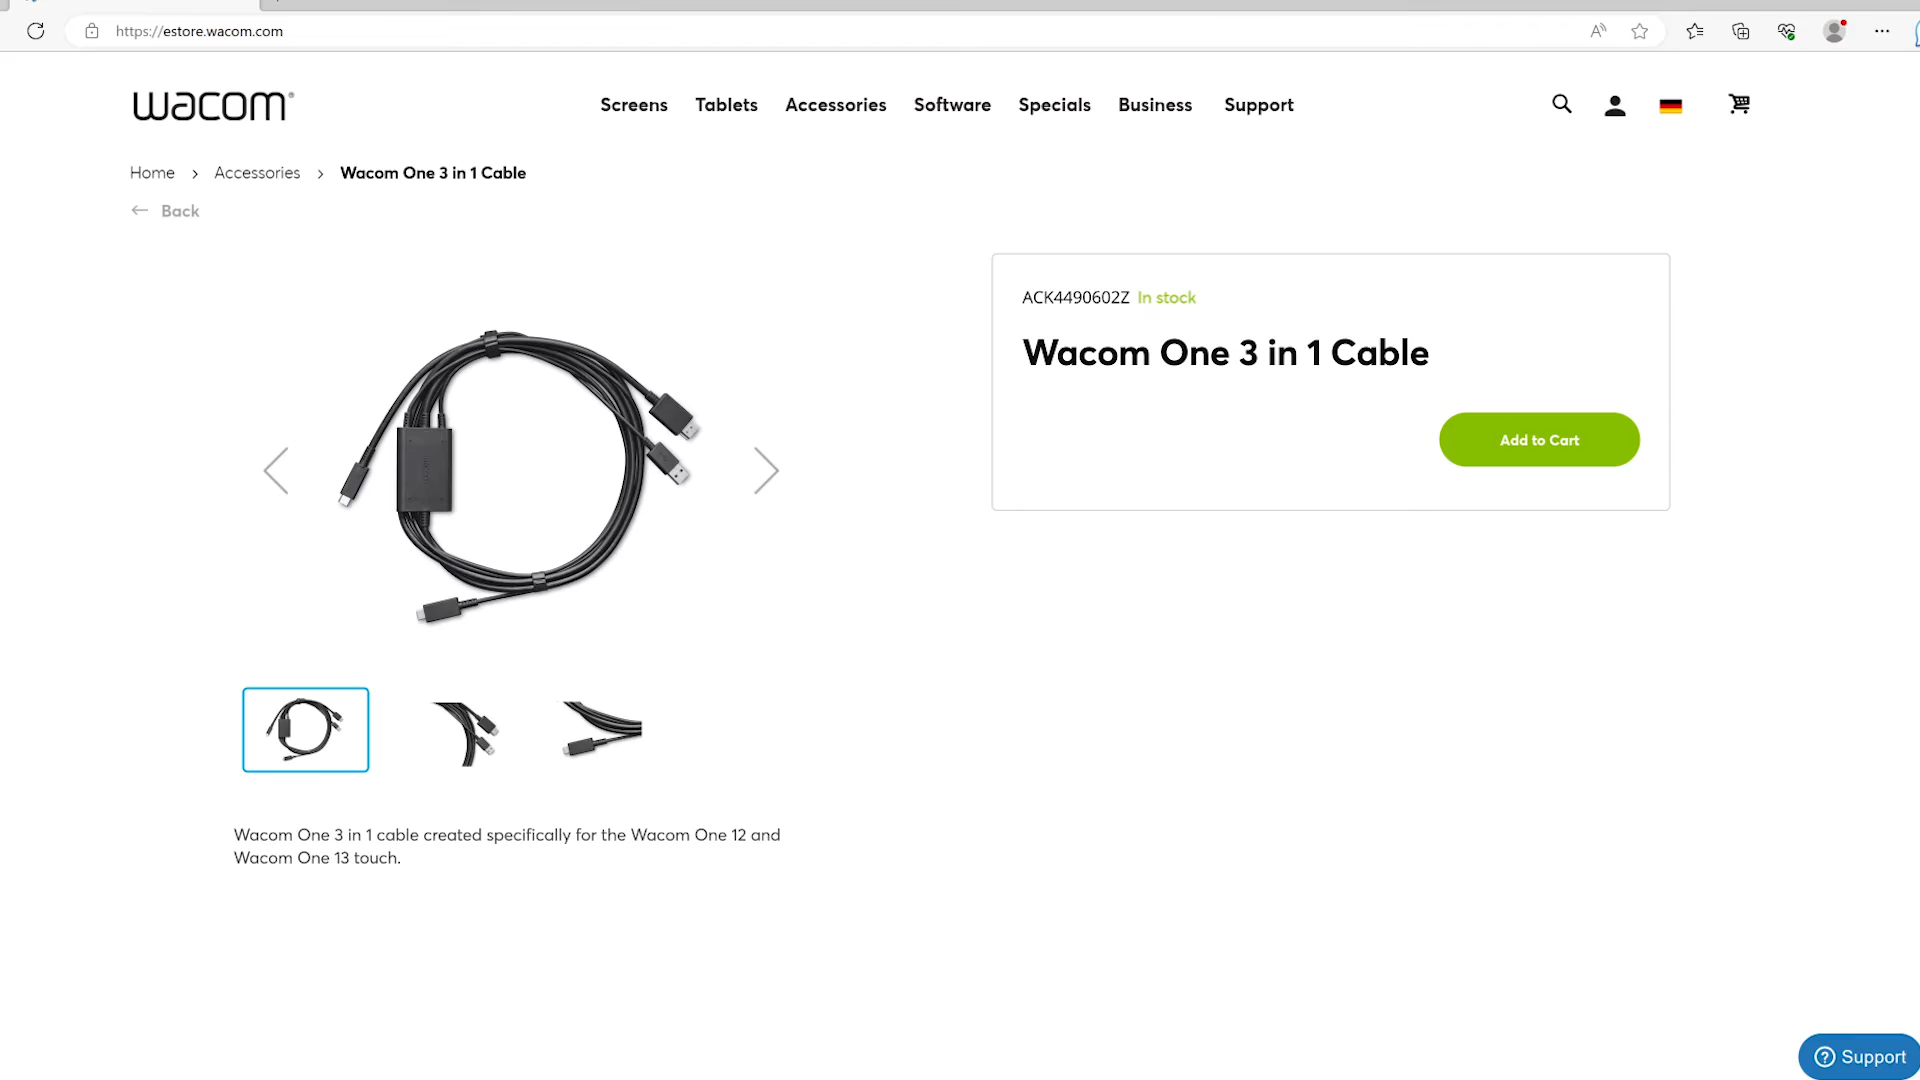 https://estore.wacom.com
wacom
Screens Tablets Accessories Software Specials Business Support
Home > Accessories > Wacom One 3 in 1 Cable
← Back
ACK4490602Z In stock
Wacom One 3 in 1 Cable
Add to Cart
Wacom One 3 in 1 cable created specifically for the Wacom One 12 and
Wacom One 13 touch.
Support